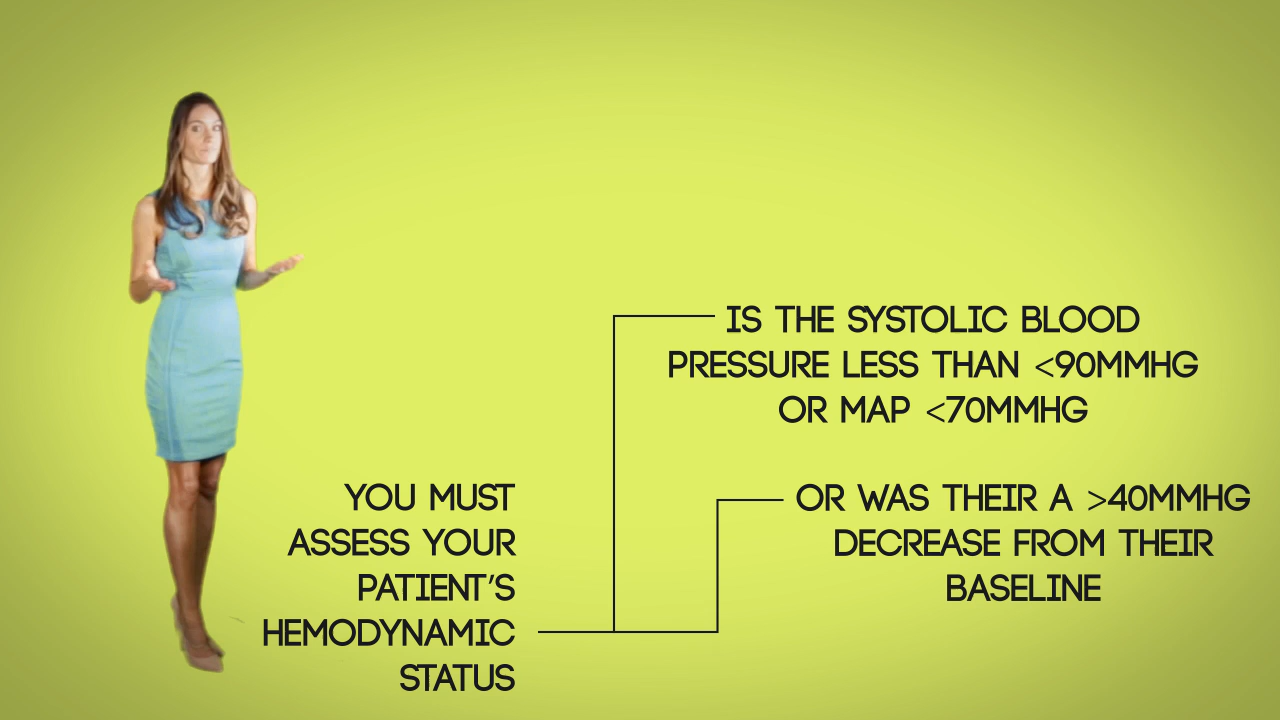 YOU MUST
ASSESS YOUR
PATIENT'S
HEMODYNAMIC
STATUS
IS THE SYSTOLIC BLOOD
PRESSURE LESS THAN <90MMHG
OR MAP <70MMHG
OR WAS THEIR A >40MMHG
DECREASE FROM THEIR
BASELINE